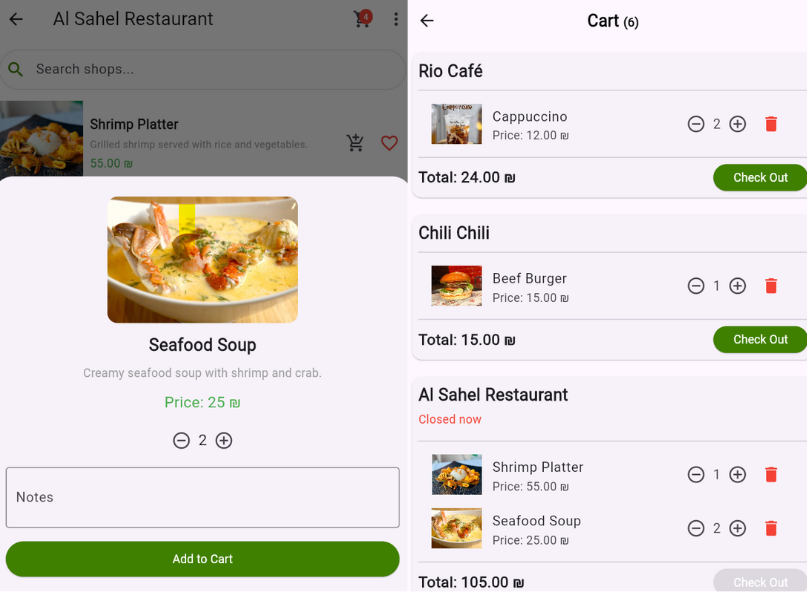 Al Sahel Restaurant
4
Search shops...
Shrimp Platter
Grilled shrimp served with rice and vegetables.
55.00 ₪
Seafood Soup
Creamy seafood soup with shrimp and crab.
Price: 25 ₪
2
Notes
Add to Cart
Cart (6)
Rio Café
Cappuccino
Price: 12.00 ₪
2
Total: 24.00 ₪
Check Out
Chili Chili
Beef Burger
Price: 15.00 ₪
1
Total: 15.00 ₪
Check Out
Al Sahel Restaurant
Closed now
Shrimp Platter
Price: 55.00 ₪
1
Seafood Soup
Price: 25.00 ₪
2
Total: 105.00 ₪
Check Out